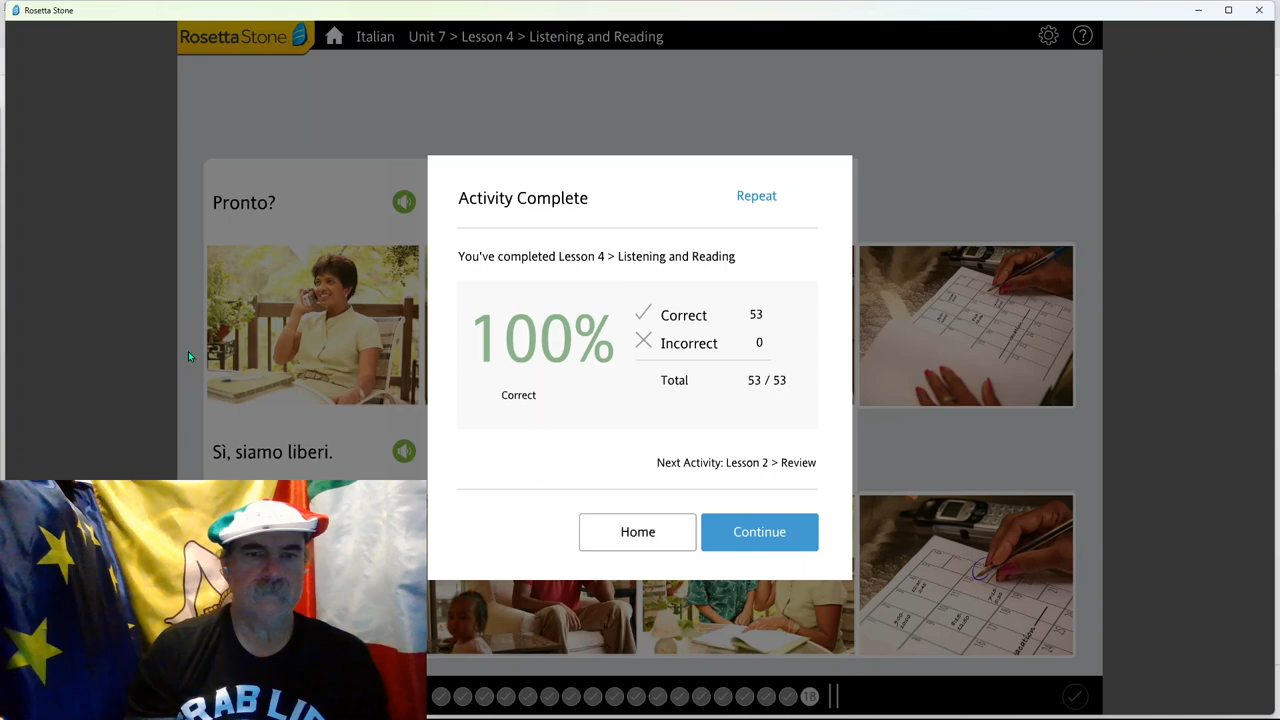 Rosetta Stone
RosettaStone
Italian Unit 7 > Lesson 4 > Listening and Reading
?
Pronto?
Sì, siamo liberi.
Activity Complete
Repeat
You've completed Lesson 4 > Listening and Reading
100%
Correct
Correct 53
Incorrect 0
Total 53 / 53
Next Activity: Lesson 2 > Review
Home
Continue
18